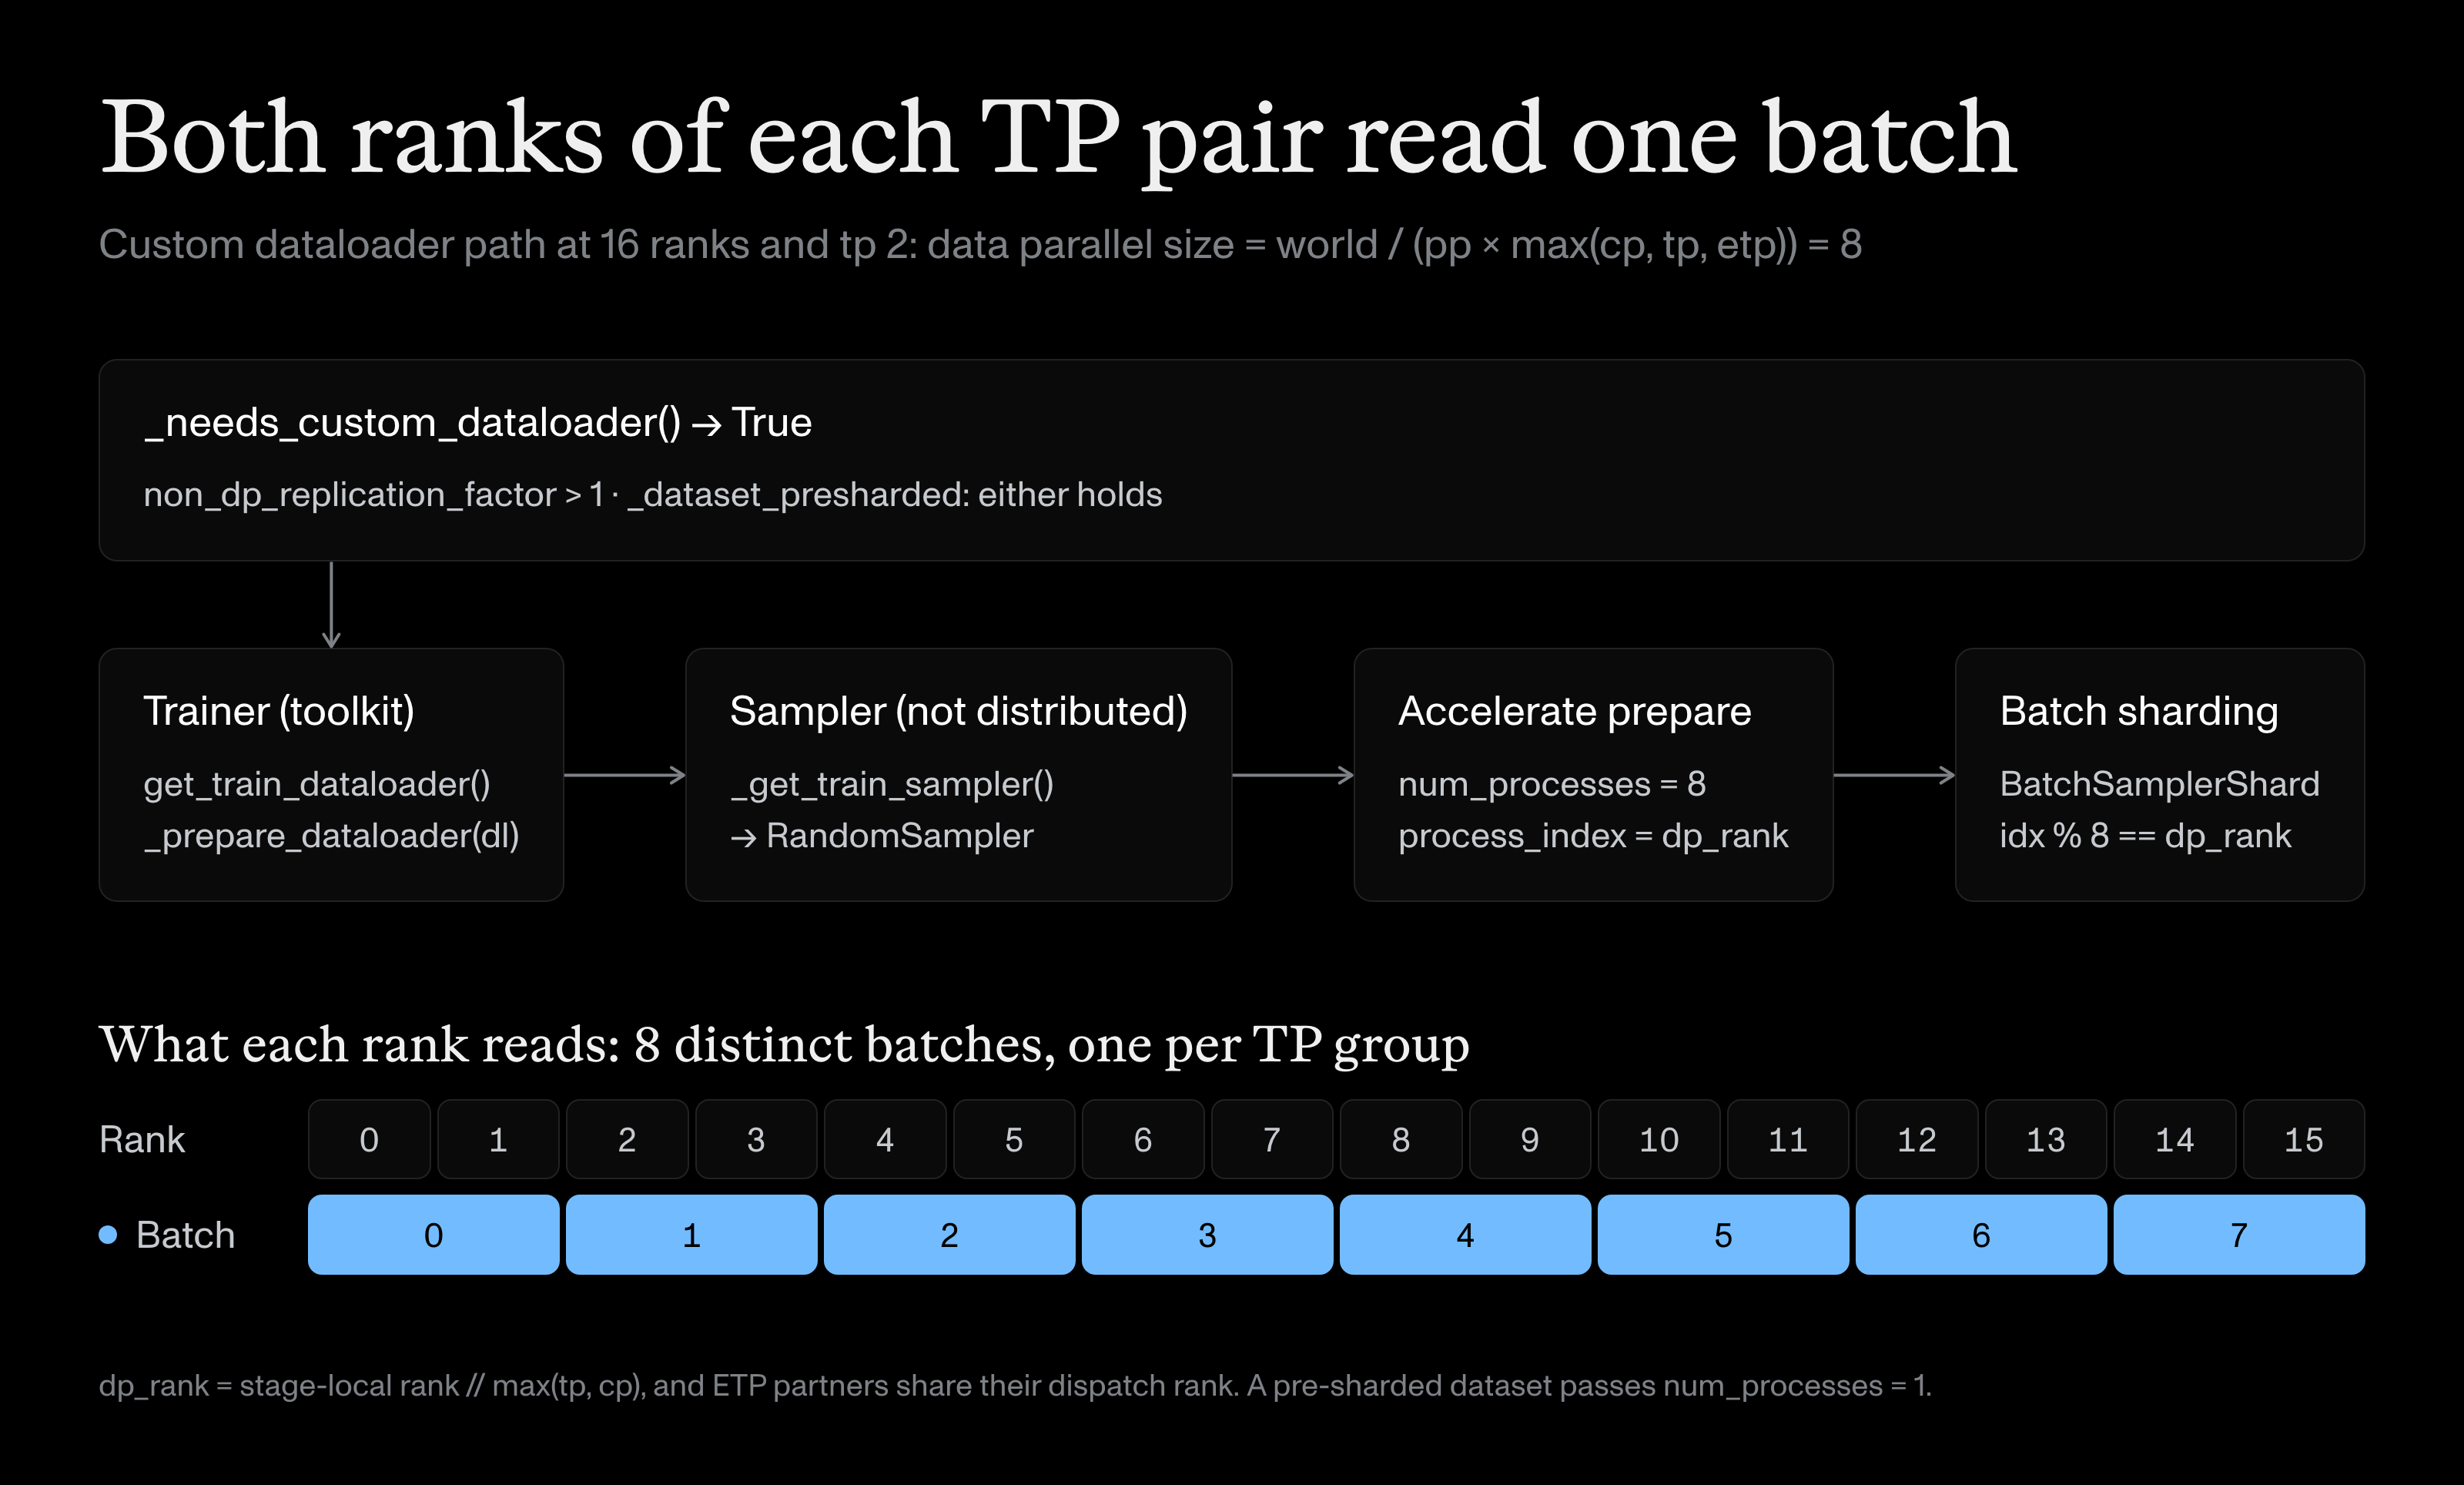 Both ranks of each TP pair read one batch
Custom dataloader path at 16 ranks and tp 2: data parallel size = world / (pp × max(cp, tp, etp)) = 8
_needs_custom_dataloader() → True
non_dp_replication_factor > 1 · _dataset_presharded: either holds
Trainer (toolkit)
get_train_dataloader()
_prepare_dataloader(dl)
Sampler (not distributed)
_get_train_sampler()
→ RandomSampler
Accelerate prepare
num_processes = 8
process_index = dp_rank
Batch sharding
BatchSamplerShard
idx % 8 == dp_rank
What each rank reads: 8 distinct batches, one per TP group
Rank 0 1 2 3 4 5 6 7 8 9 10 11 12 13 14 15
Batch 0 1 2 3 4 5 6 7
dp_rank = stage-local rank // max(tp, cp), and ETP partners share their dispatch rank. A pre-sharded dataset passes num_processes = 1.